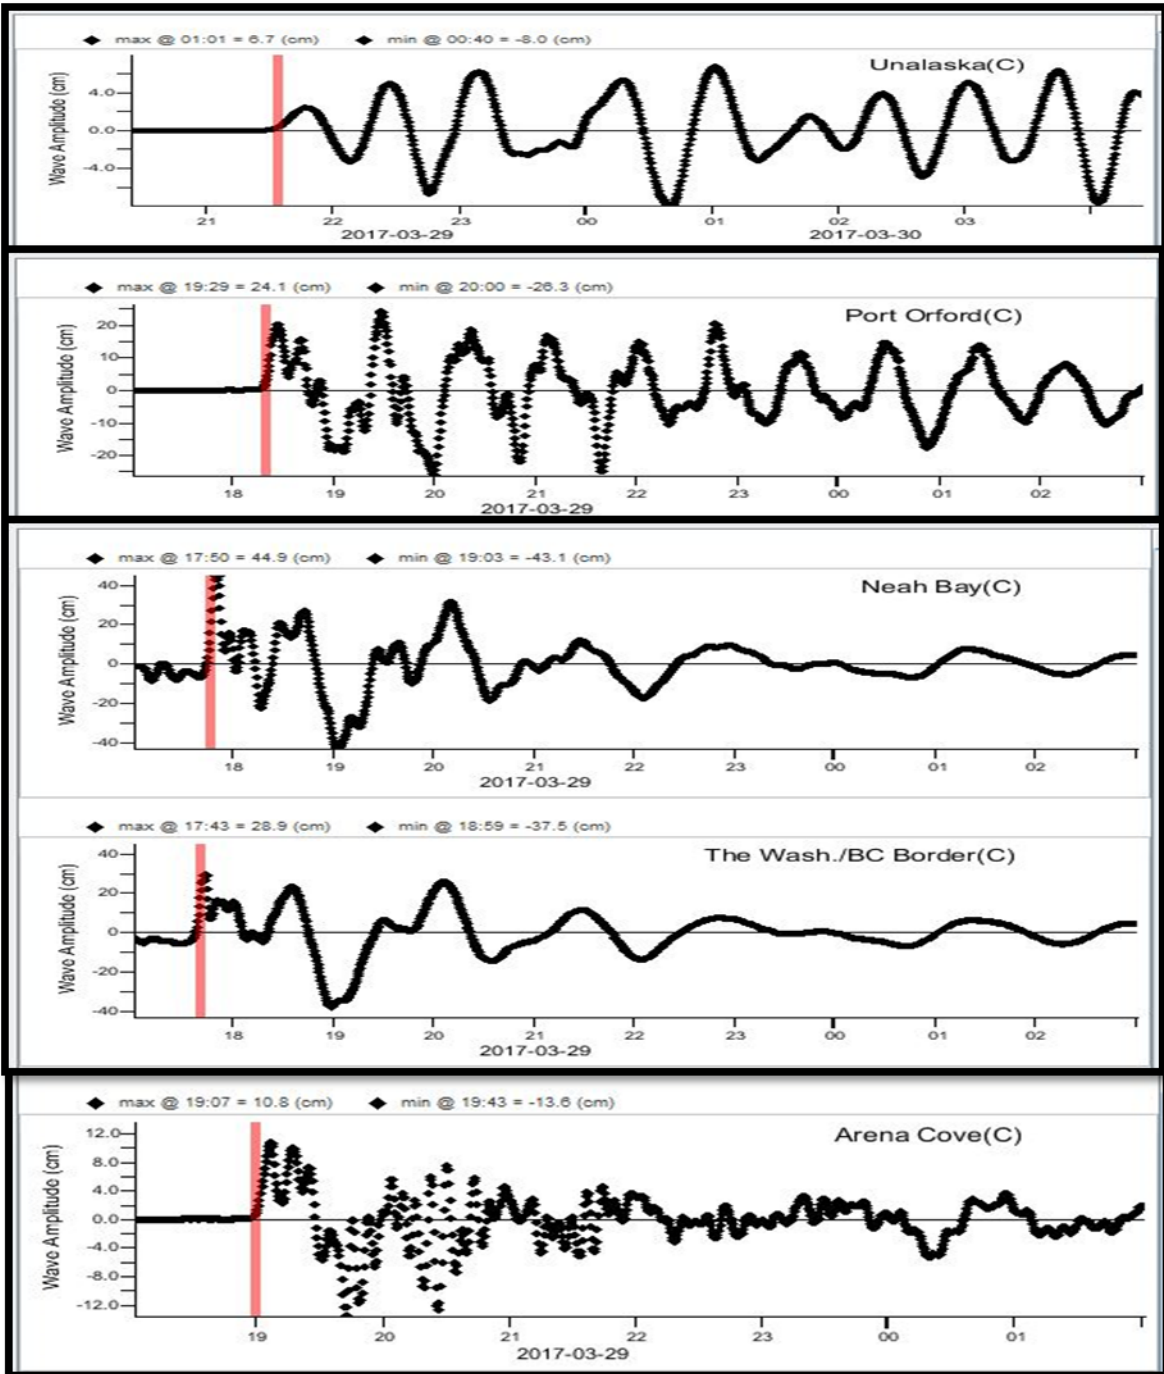 max @ 01:01 = 6.7 (cm) min @ 00:40 = -8.0 (cm)
Unalaska(C)
Wave Amplitude (cm)
4.0
0.0
-4.0
21 22 23 00 01 02 03
2017-03-29 2017-03-30
max @ 19:29 = 24.1 (cm) min @ 20:00 = -26.3 (cm)
Port Orford(C)
Wave Amplitude (cm)
20
10
0
-10
-20
18 19 20 21 22 23 00 01 02
2017-03-29
max @ 17:50 = 44.9 (cm) min @ 19:03 = -43.1 (cm)
Neah Bay(C)
Wave Amplitude (cm)
40
20
0
-20
-40
18 19 20 21 22 23 00 01 02
2017-03-29
max @ 17:43 = 28.9 (cm) min @ 18:59 = -37.5 (cm)
The Wash./BC Border(C)
Wave Amplitude (cm)
40
20
0
-20
-40
18 19 20 21 22 23 00 01 02
2017-03-29
max @ 19:07 = 10.8 (cm) min @ 19:43 = -13.6 (cm)
Arena Cove(C)
Wave Amplitude (cm)
12.0
8.0
4.0
0.0
-4.0
-8.0
-12.0
19 20 21 22 23 00 01
2017-03-29